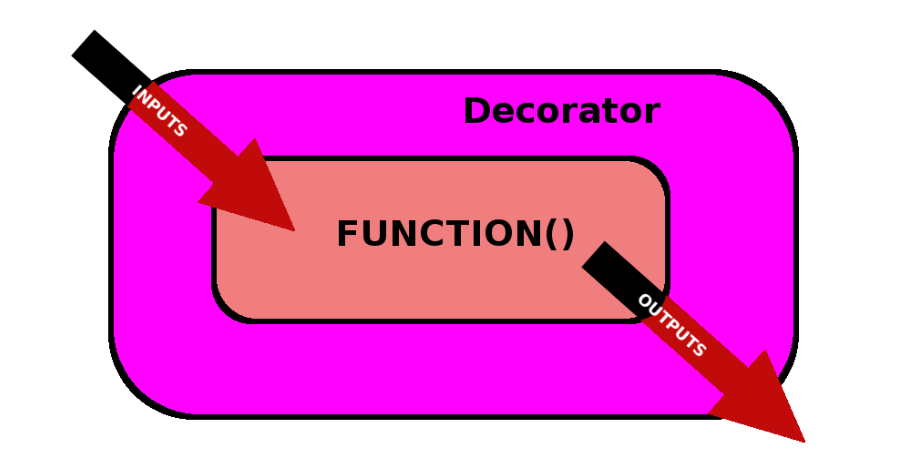 INPUTS
Decorator
FUNCTION()
OUTPUTS